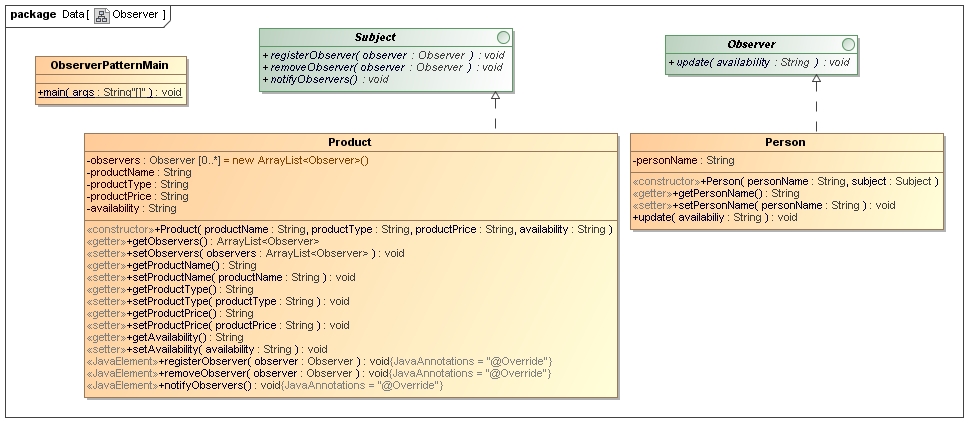 package Data [ Observer ]
Subject
+registerObserver( observer : Observer ) : void
+removeObserver( observer : Observer ) : void
+notifyObservers() : void
Observer
+update( availability : String ) : void
ObserverPatternMain
+main( args : String"[]" ) : void
Product
-observers : Observer [0..*] = new ArrayList<Observer>()
-productName : String
-productType : String
-productPrice : String
-availability : String
«constructor»+Product( productName : String, productType : String, productPrice : String, availability : String )
«getter»+getObservers() : ArrayList<Observer>
«setter»+setObservers( observers : ArrayList<Observer> ) : void
«getter»+getProductName() : String
«setter»+setProductName( productName : String ) : void
«getter»+getProductType() : String
«setter»+setProductType( productType : String ) : void
«getter»+getProductPrice() : String
«setter»+setProductPrice( productPrice : String ) : void
«getter»+getAvailability() : String
«setter»+setAvailability( availability : String ) : void
«JavaElement»+registerObserver( observer : Observer ) : void{JavaAnnotations = "@Override"}
«JavaElement»+removeObserver( observer : Observer ) : void{JavaAnnotations = "@Override"}
«JavaElement»+notifyObservers() : void{JavaAnnotations = "@Override"}
Person
-personName : String
«constructor»+Person( personName : String, subject : Subject )
«getter»+getPersonName() : String
«setter»+setPersonName( personName : String ) : void
+update( availabiliy : String ) : void